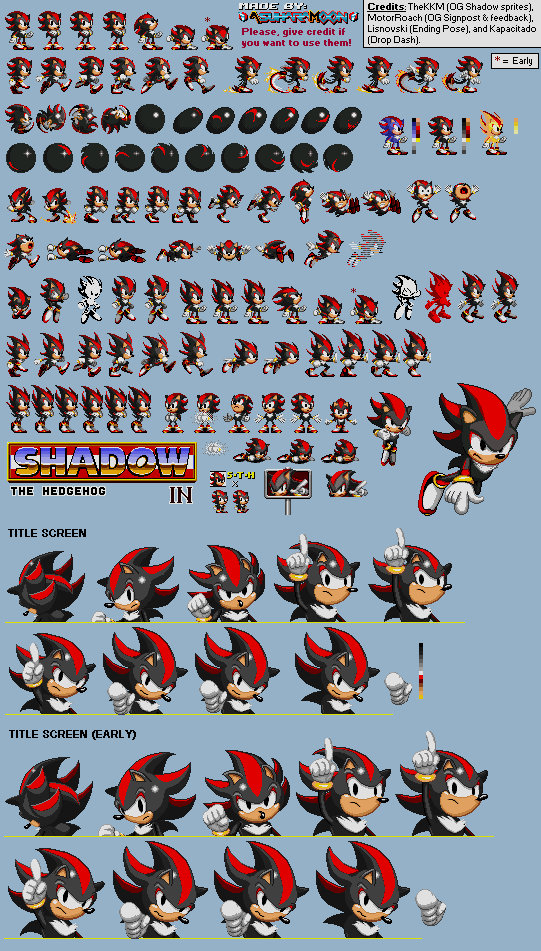 MADE BY:
Please, give credit if
you want to use them!
Credits: TheKKM (OG Shadow sprites),
MotorRoach (OG Signpost & feedback),
Lisnovski (Ending Pose), and Kapacitado
(Drop Dash).
*
* = Early
*
SHADOW
THE HEDGEHOG
IN
S·T·H
×
TITLE SCREEN
TITLE SCREEN (EARLY)